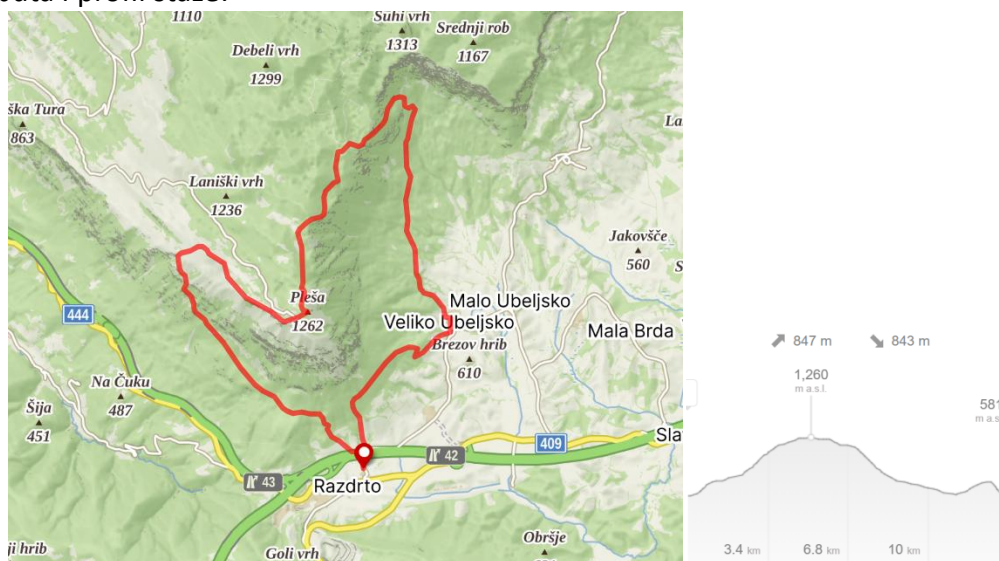 1110
Suhi vrh
1313
Srednji rob
1167
Debeli vrh
1299
ška Tura
863
La
Laniški vrh
1236
Jakovšče
560
S
Pleša
1262
Malo Ubeljsko
Veliko Ubeljsko
Mala Brda
Brezov hrib
610
444
Na Čuku
487
Šija
451
409
Sla
42
43
Razdrto
Obršje
ji hrib
Goli vrh
847 m
843 m
1,260
m a.s.l.
581
m a.s
3.4 km
6.8 km
10 km